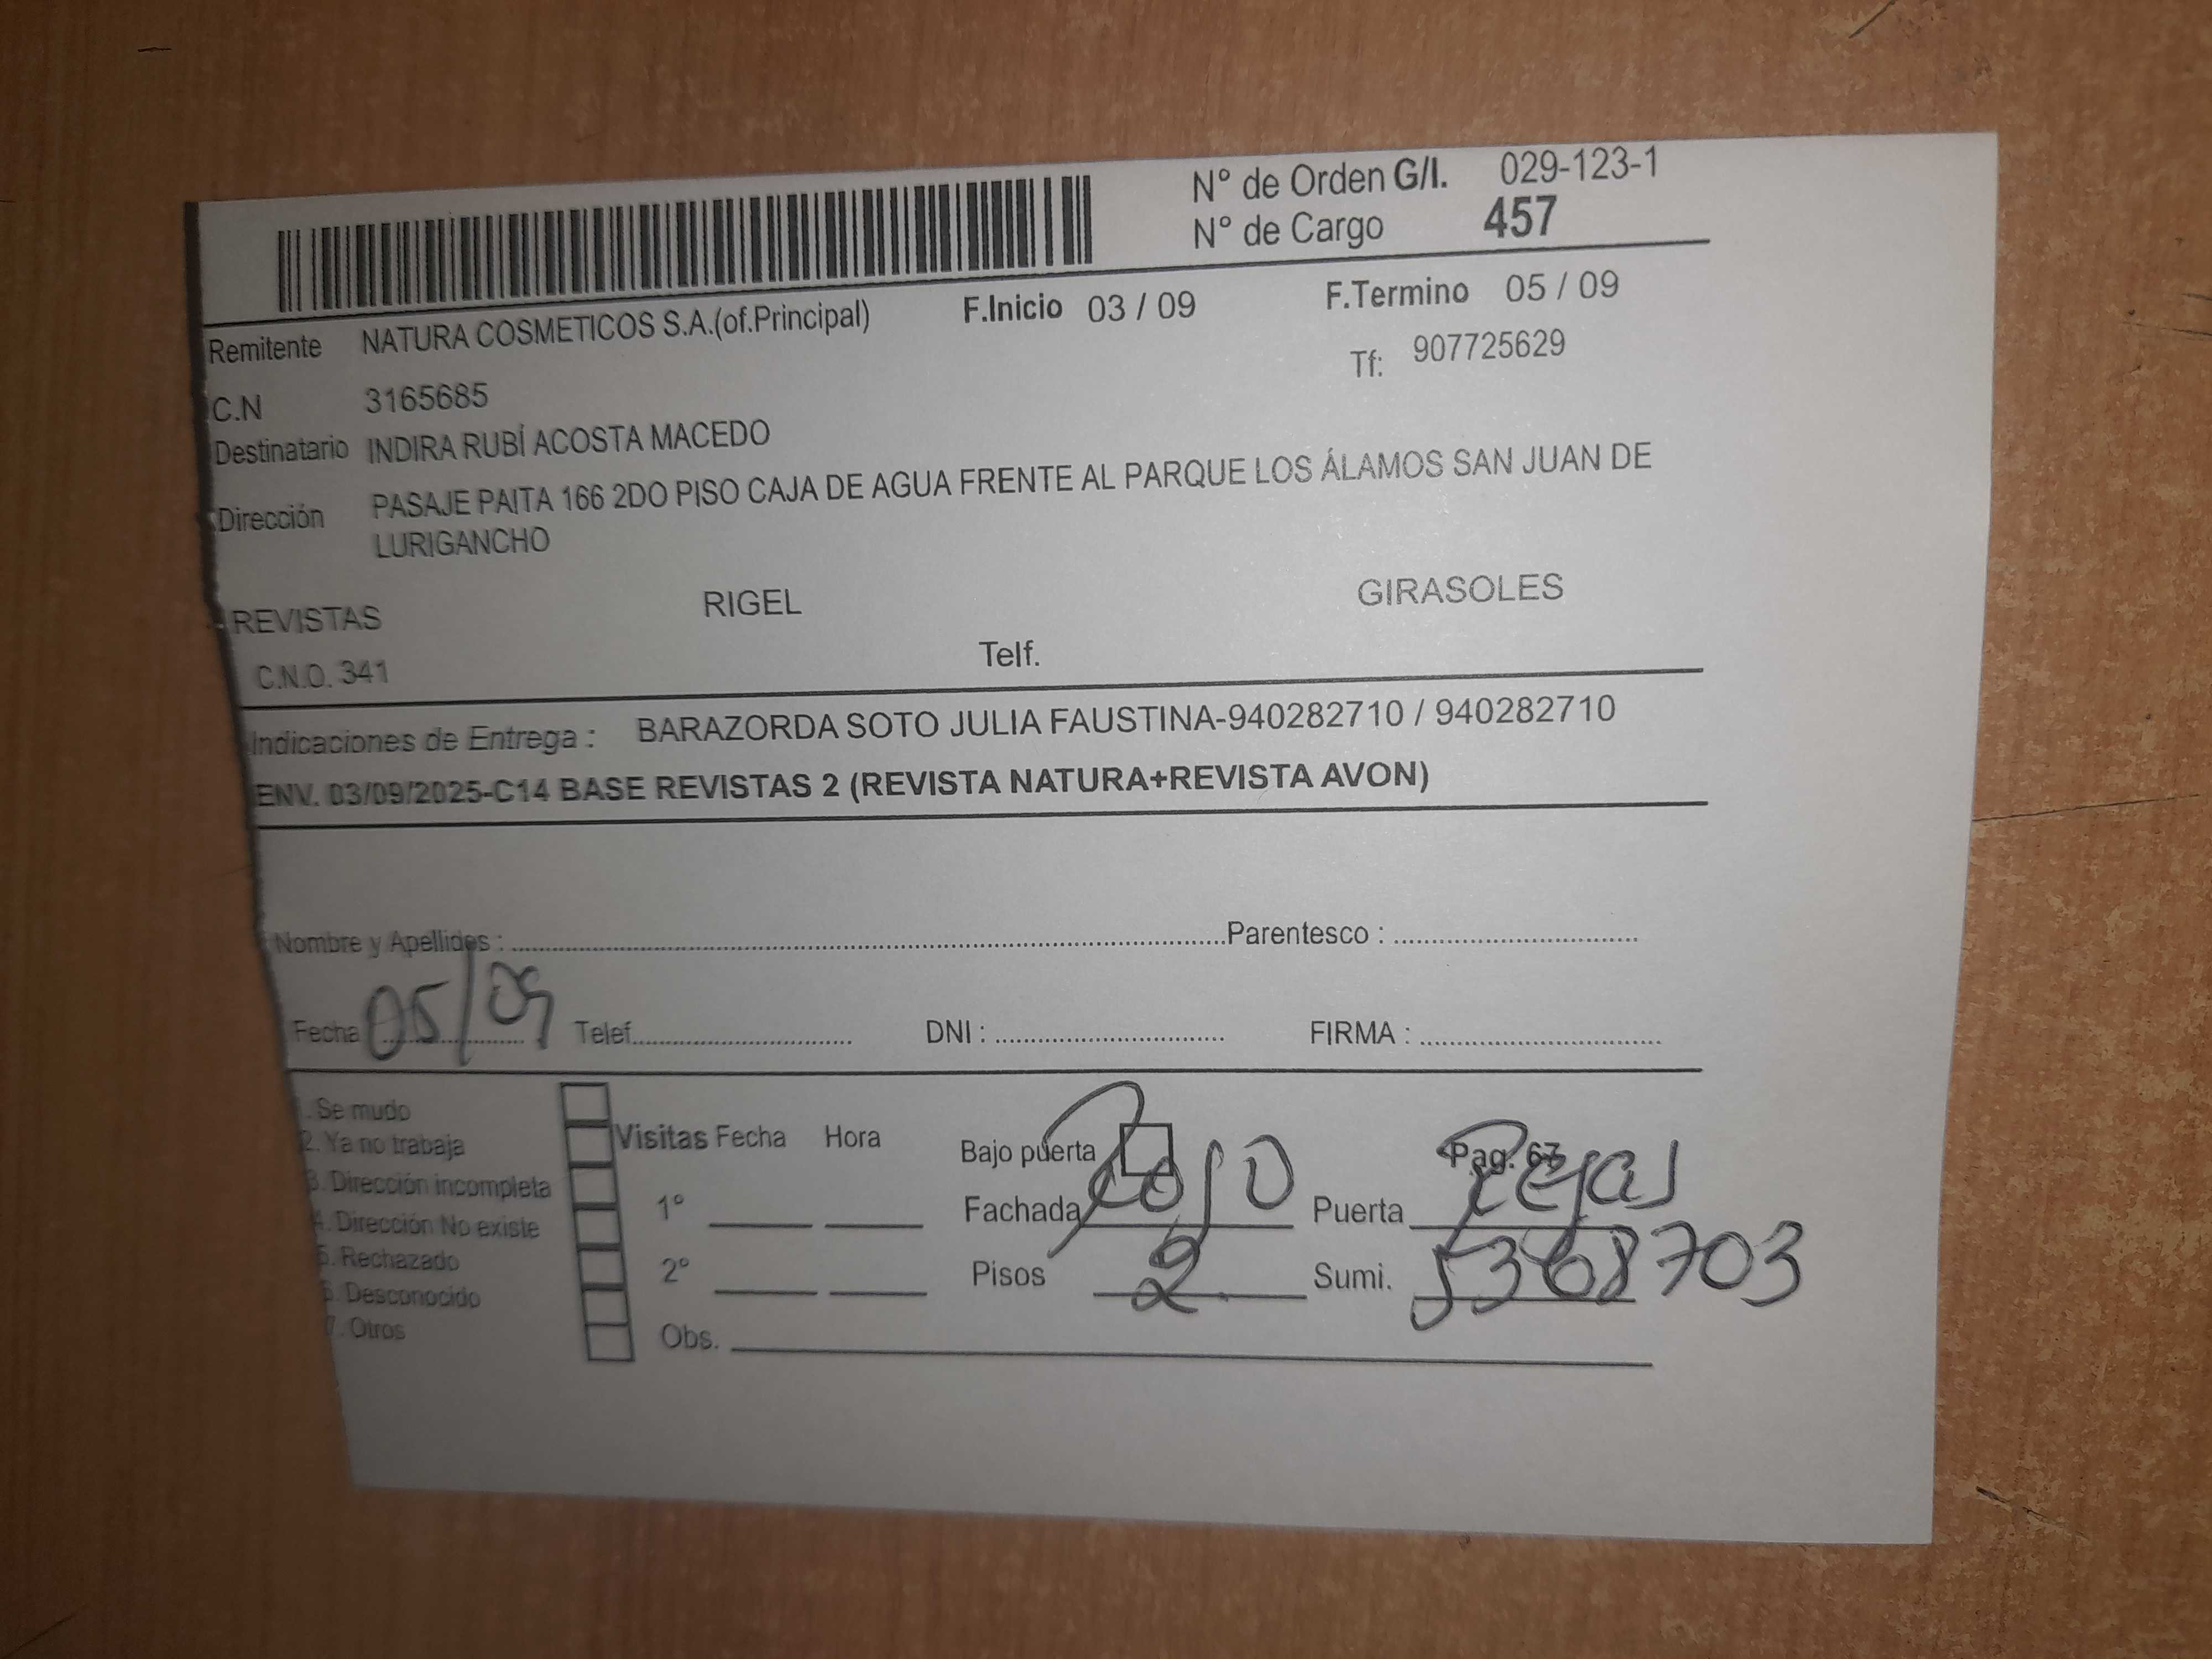 N° de Orden G/I. 029-123-1
N° de Cargo 457
Remitente NATURA COSMETICOS S.A.(of.Principal) F.Inicio 03 / 09 F.Termino 05 / 09
C.N 3165685 Tf: 907725629
Destinatario INDIRA RUBÍ ACOSTA MACEDO
Dirección PASAJE PAITA 166 2DO PISO CAJA DE AGUA FRENTE AL PARQUE LOS ÁLAMOS SAN JUAN DE
LURIGANCHO
REVISTAS RIGEL GIRASOLES
C.N.O. 341 Telf.
Indicaciones de Entrega : BARAZORDA SOTO JULIA FAUSTINA-940282710 / 940282710
ENV. 03/09/2025-C14 BASE REVISTAS 2 (REVISTA NATURA+REVISTA AVON)
Nombre y Apellidos : Parentesco :
Fecha 05/09 Telef. DNI : FIRMA :
1. Se mudo
2. Ya no trabaja
3. Dirección incompleta
4. Dirección No existe
5. Rechazado
6. Desconocido
7. Otros
Visitas Fecha Hora
1°
2°
Obs.
Bajo puerta Pag. 67
Fachada Rojo Puerta Rejas
Pisos 2 Sumi. 5368703